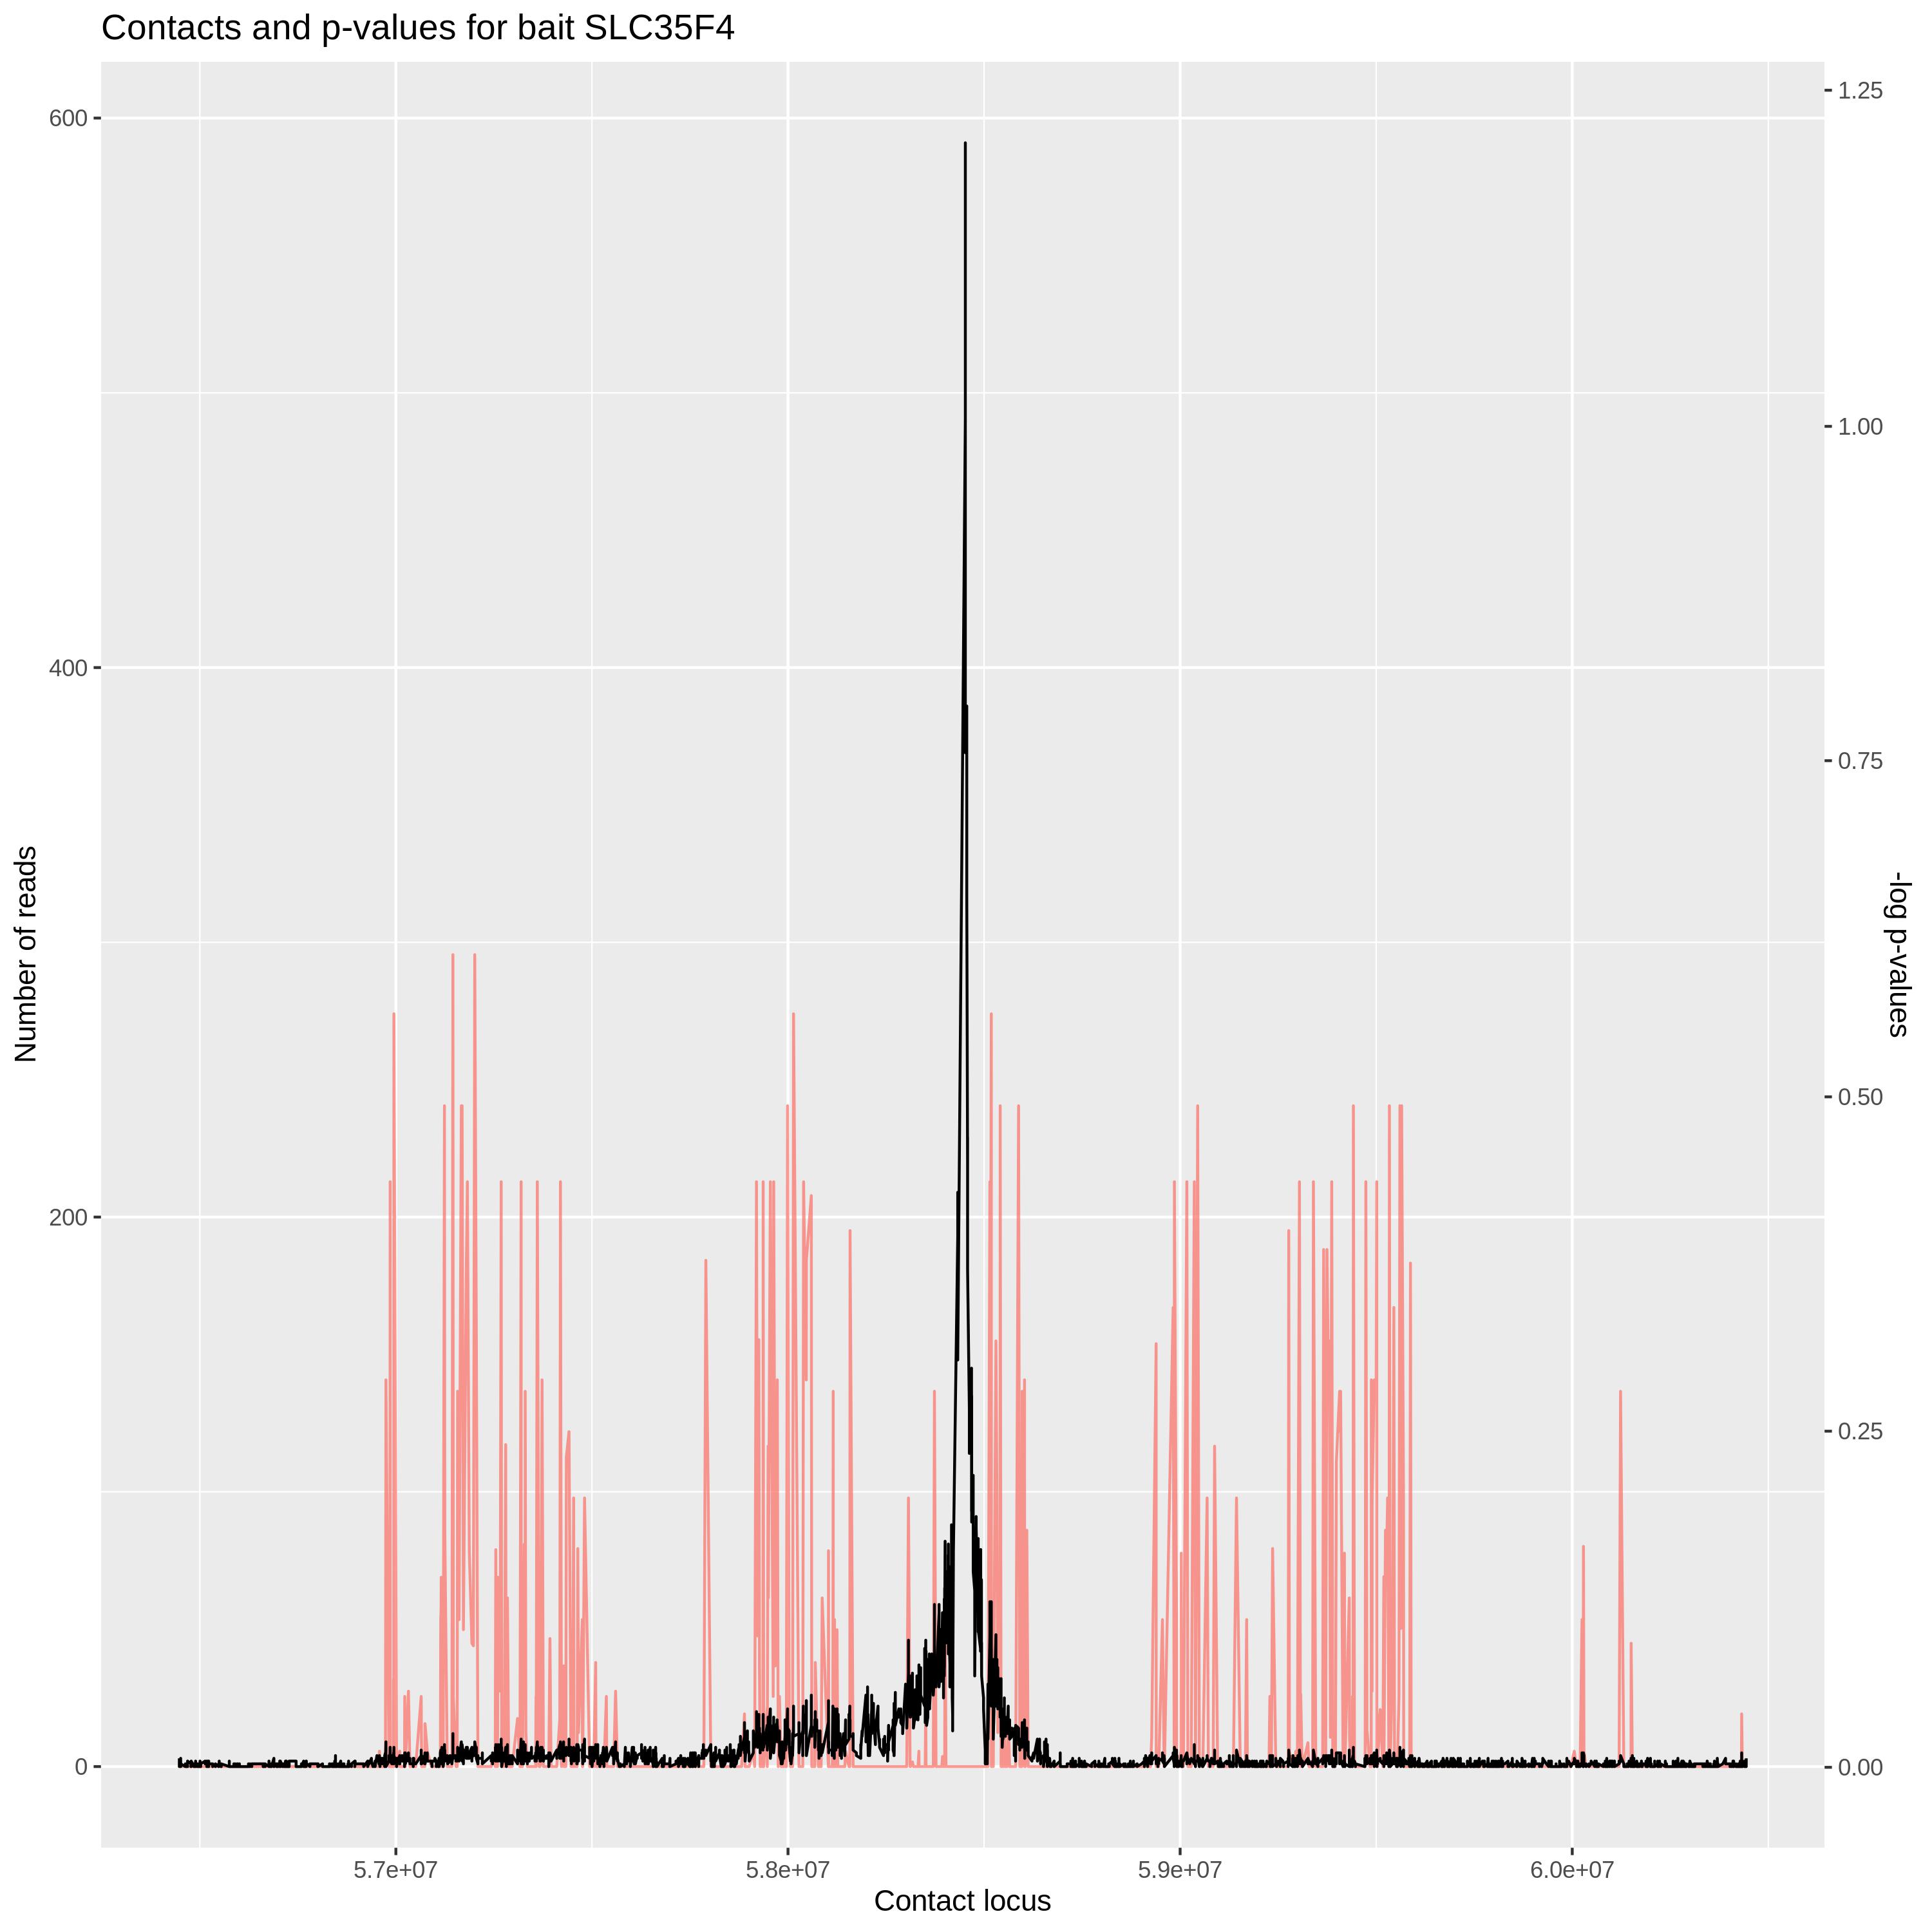 Contacts and p-values for bait SLC35F4
600
400
200
0
Number of reads
1.25
1.00
0.75
0.50
0.25
0.00
-log p-values
5.7e+07
5.8e+07
5.9e+07
6.0e+07
Contact locus